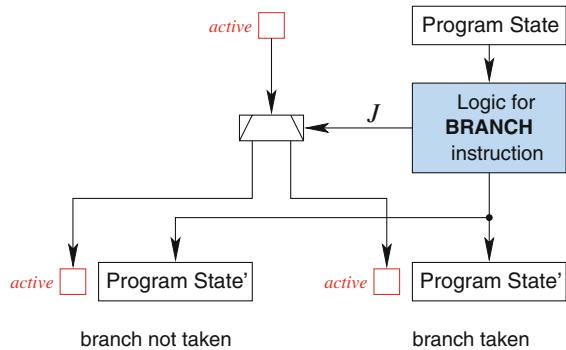 active
Program State
J
Logic for
BRANCH
instruction
active
Program State'
active
Program State'
branch not taken
branch taken